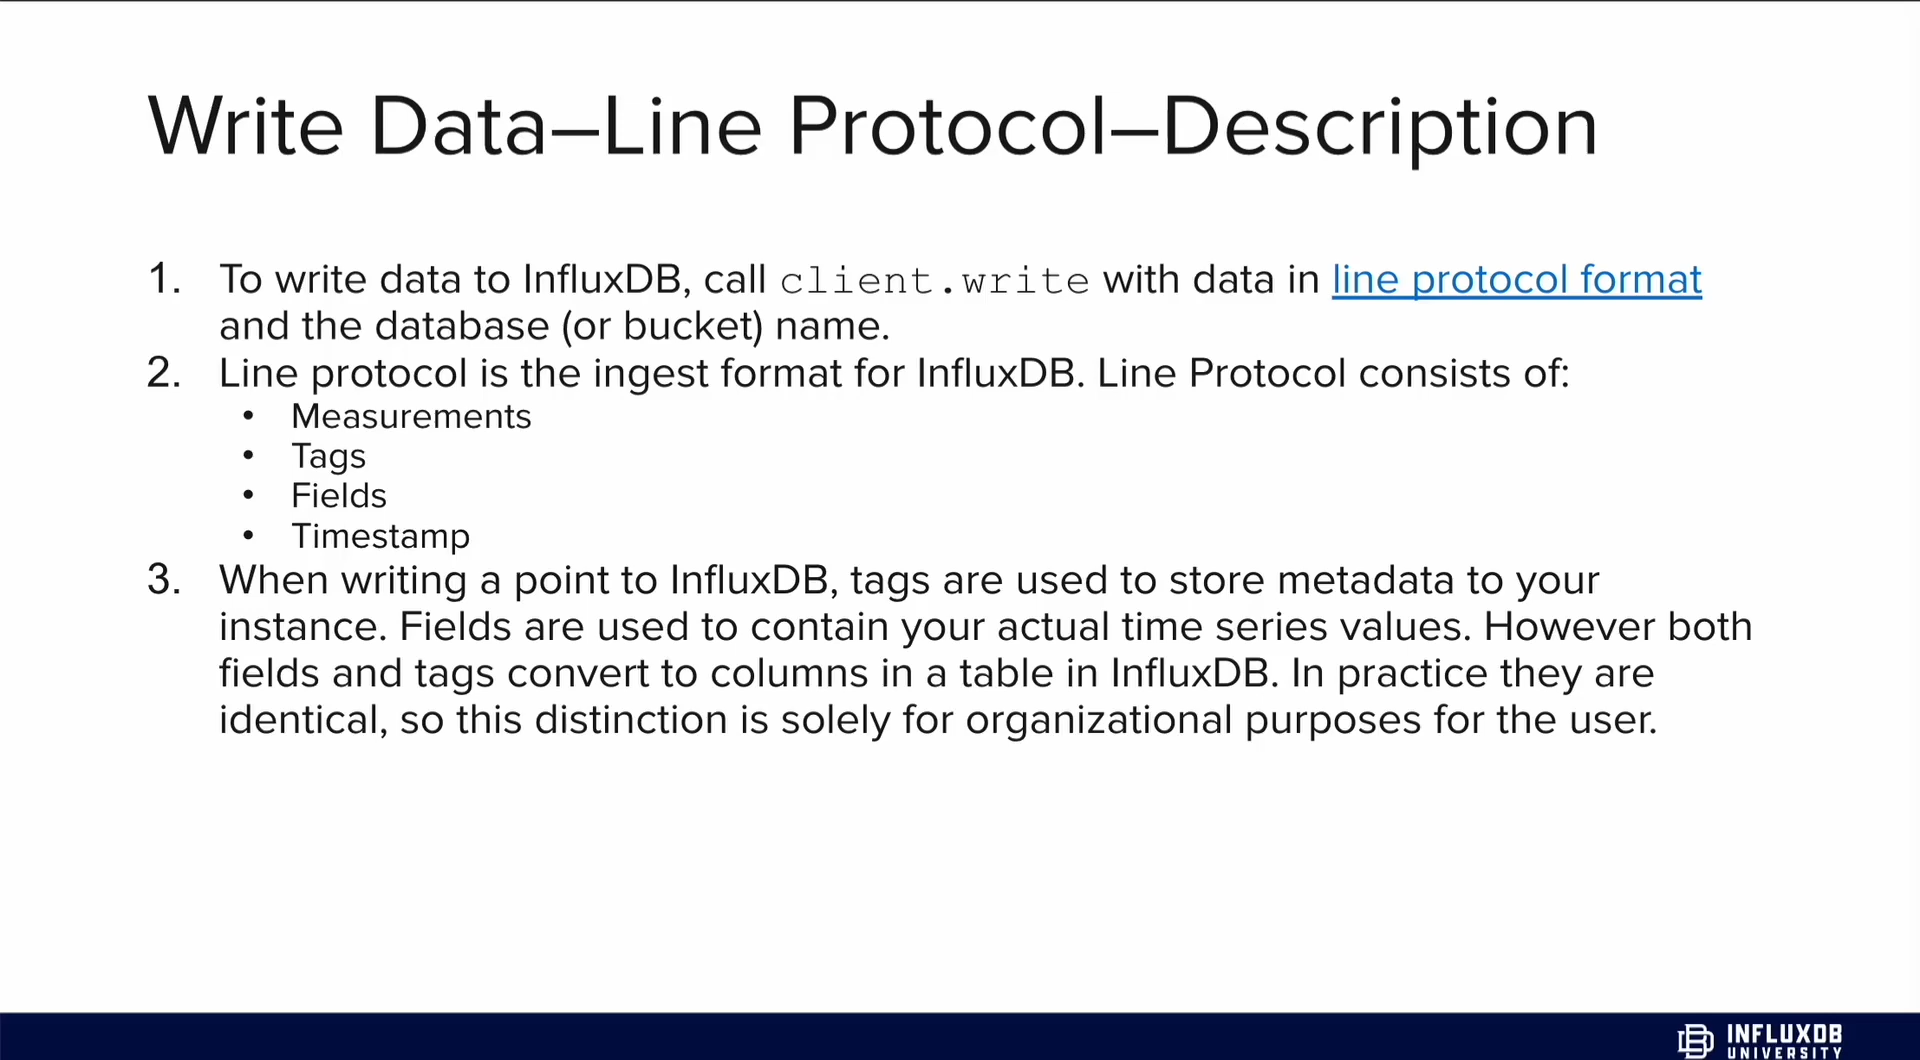 Write Data–Line Protocol–Description
1. To write data to InfluxDB, call client.write with data in line protocol format
and the database (or bucket) name.
2. Line protocol is the ingest format for InfluxDB. Line Protocol consists of:
• Measurements
• Tags
• Fields
• Timestamp
3. When writing a point to InfluxDB, tags are used to store metadata to your
instance. Fields are used to contain your actual time series values. However both
fields and tags convert to columns in a table in InfluxDB. In practice they are
identical, so this distinction is solely for organizational purposes for the user.
INFLUXDB
UNIVERSITY